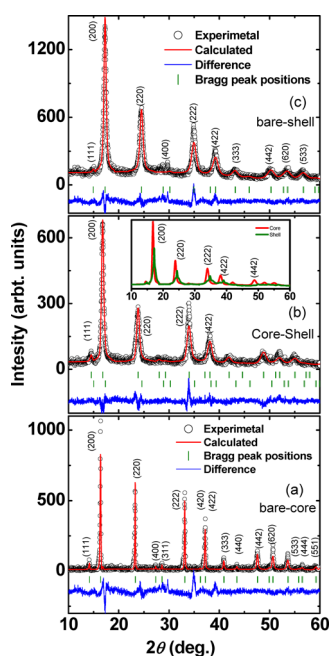 Experimetal
Calculated
Difference
Bragg peak positions
(c)
bare-shell
(200)
(220)
(111)
(400)
(222)
(422)
(333)
(442)
(620)
(533)
1200
600
0
Core
Shell
(200)
(220)
(222)
(422)
(442)
10 20 30 40 50 60
(b)
Core-Shell
(200)
(111)
(220)
(222)
(422)
600
300
0
Experimetal
Calculated
Bragg peak positions
Difference
(a)
bare-core
(200)
(111)
(220)
(400)
(311)
(222)
(420)
(422)
(333)
(440)
(442)
(620)
(533)
(444)
(551)
1000
500
0
10 20 30 40 50 60
2θ (deg.)
Intesity (arbt. units)